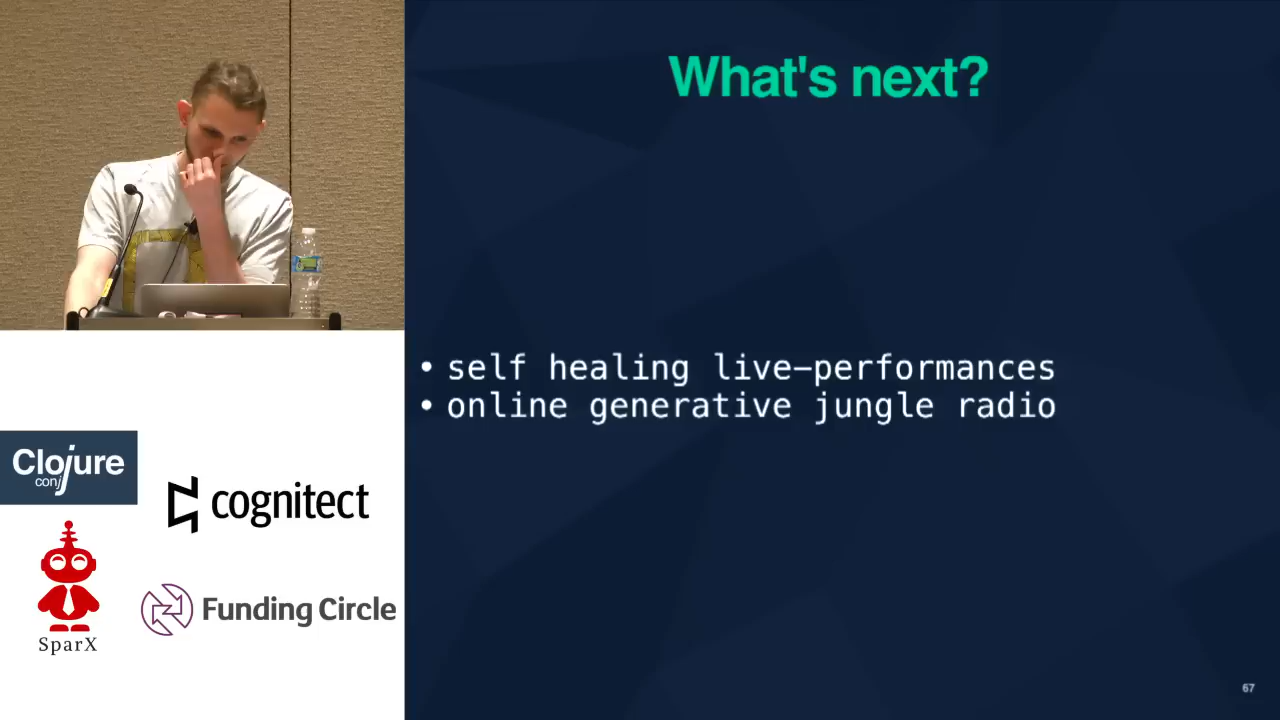 What's next?
• self healing live-performances
• online generative jungle radio
Clojure
conj
cognitect
SparX
Funding Circle
67